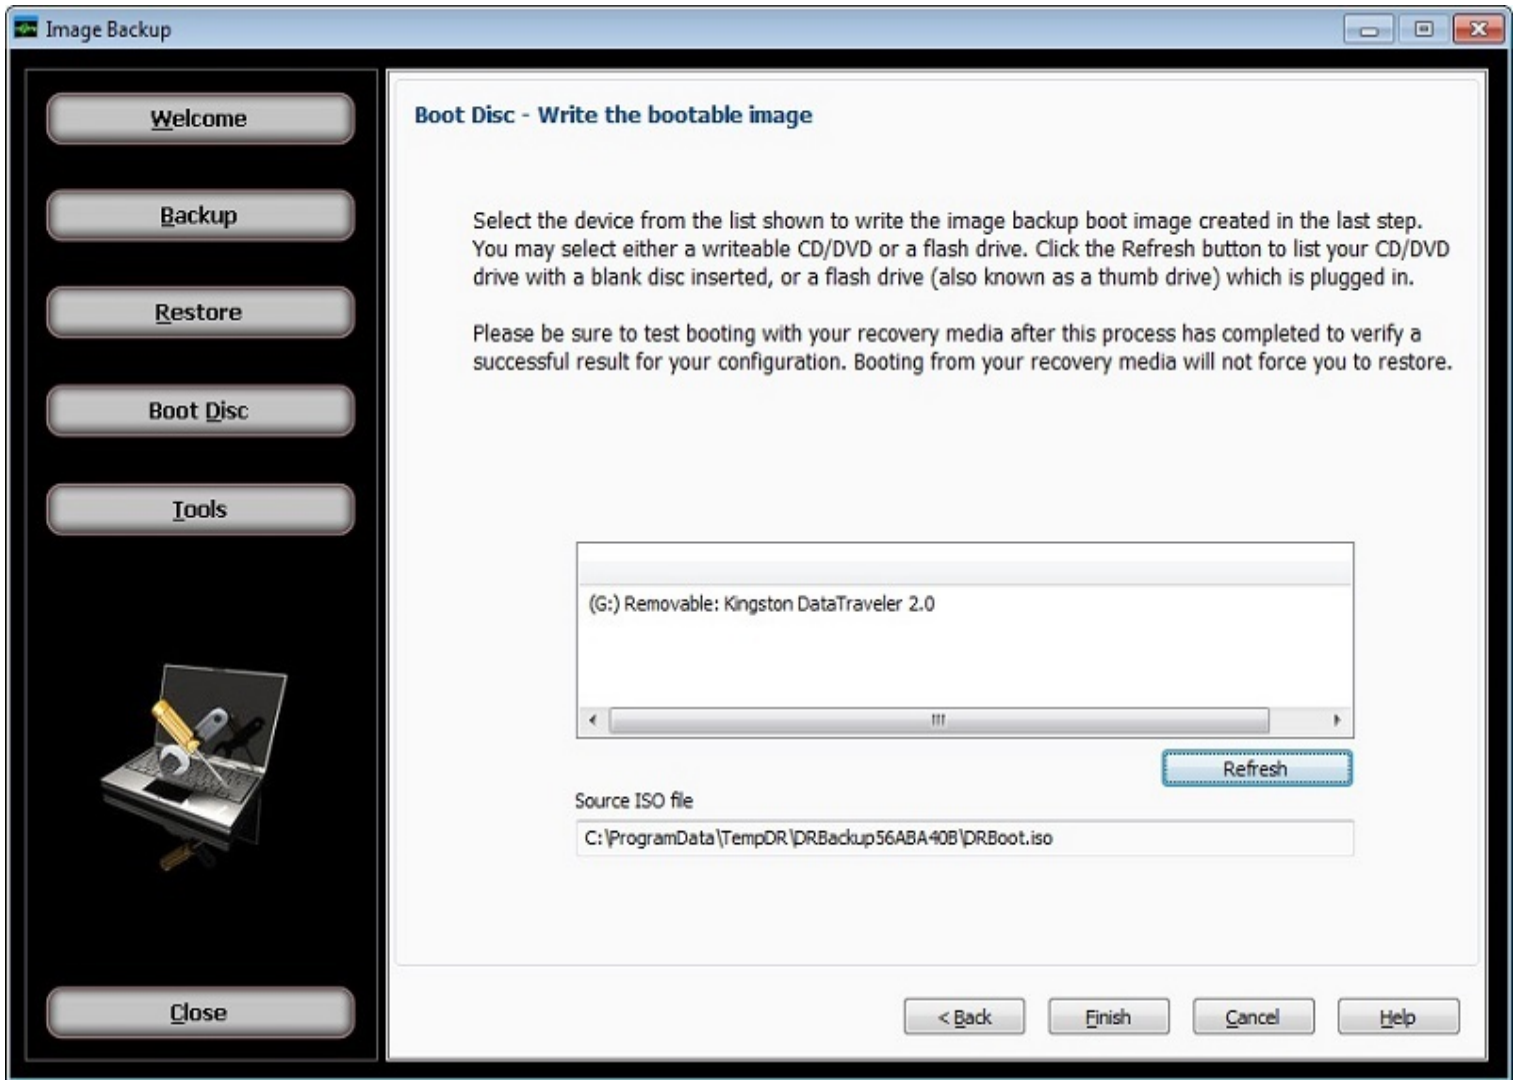 Image Backup
Welcome
Backup
Restore
Boot Disc
Tools
Close
Boot Disc - Write the bootable image
Select the device from the list shown to write the image backup boot image created in the last step.
You may select either a writeable CD/DVD or a flash drive. Click the Refresh button to list your CD/DVD
drive with a blank disc inserted, or a flash drive (also known as a thumb drive) which is plugged in.
Please be sure to test booting with your recovery media after this process has completed to verify a
successful result for your configuration. Booting from your recovery media will not force you to restore.
(G:) Removable: Kingston DataTraveler 2.0
Refresh
Source ISO file
C:\ProgramData\TempDR\DRBackup56ABA40B\DRBoot.iso
< Back
Finish
Cancel
Help